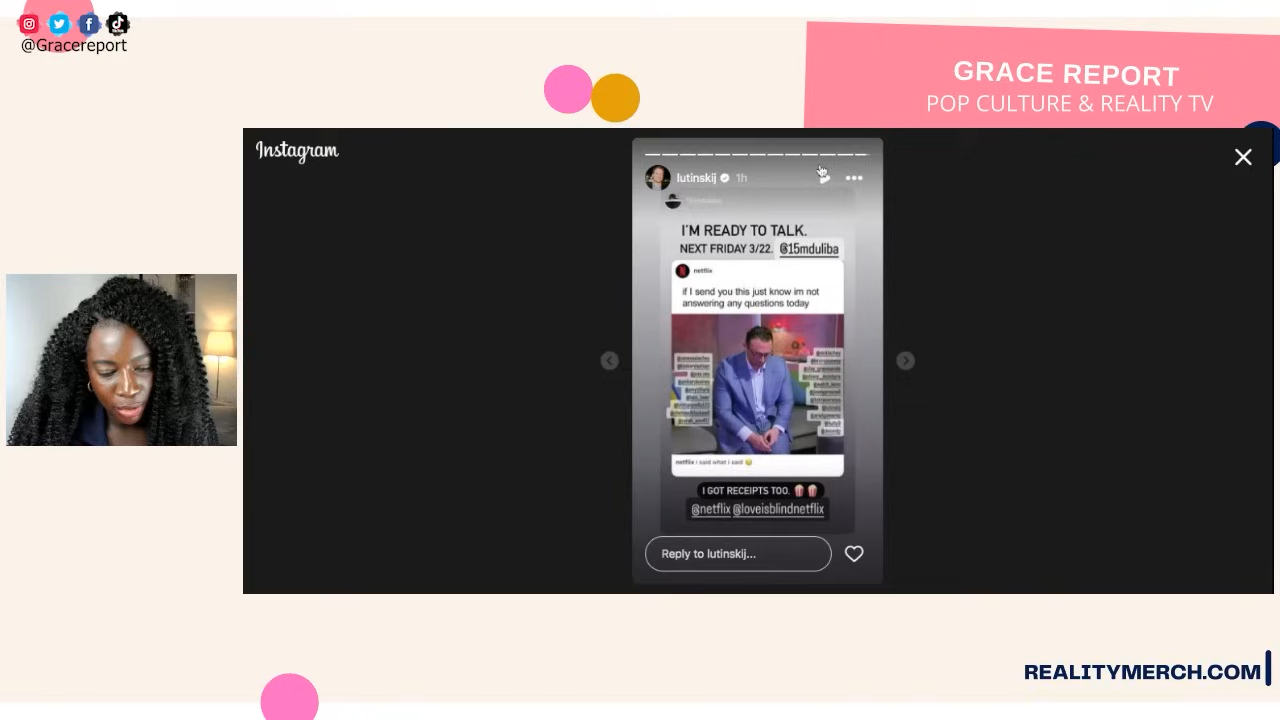 @Gracereport
GRACE REPORT
POP CULTURE & REALITY TV
Instagram
lutinskij 1h
I'M READY TO TALK.
NEXT FRIDAY 3/22. @15mduliba
netflix
if I send you this just know im not
answering any questions today
netflix i said what i said
I GOT RECEIPTS TOO.
@netflix @loveisblindnetflix
Reply to lutinskij...
REALITYMERCH.COM